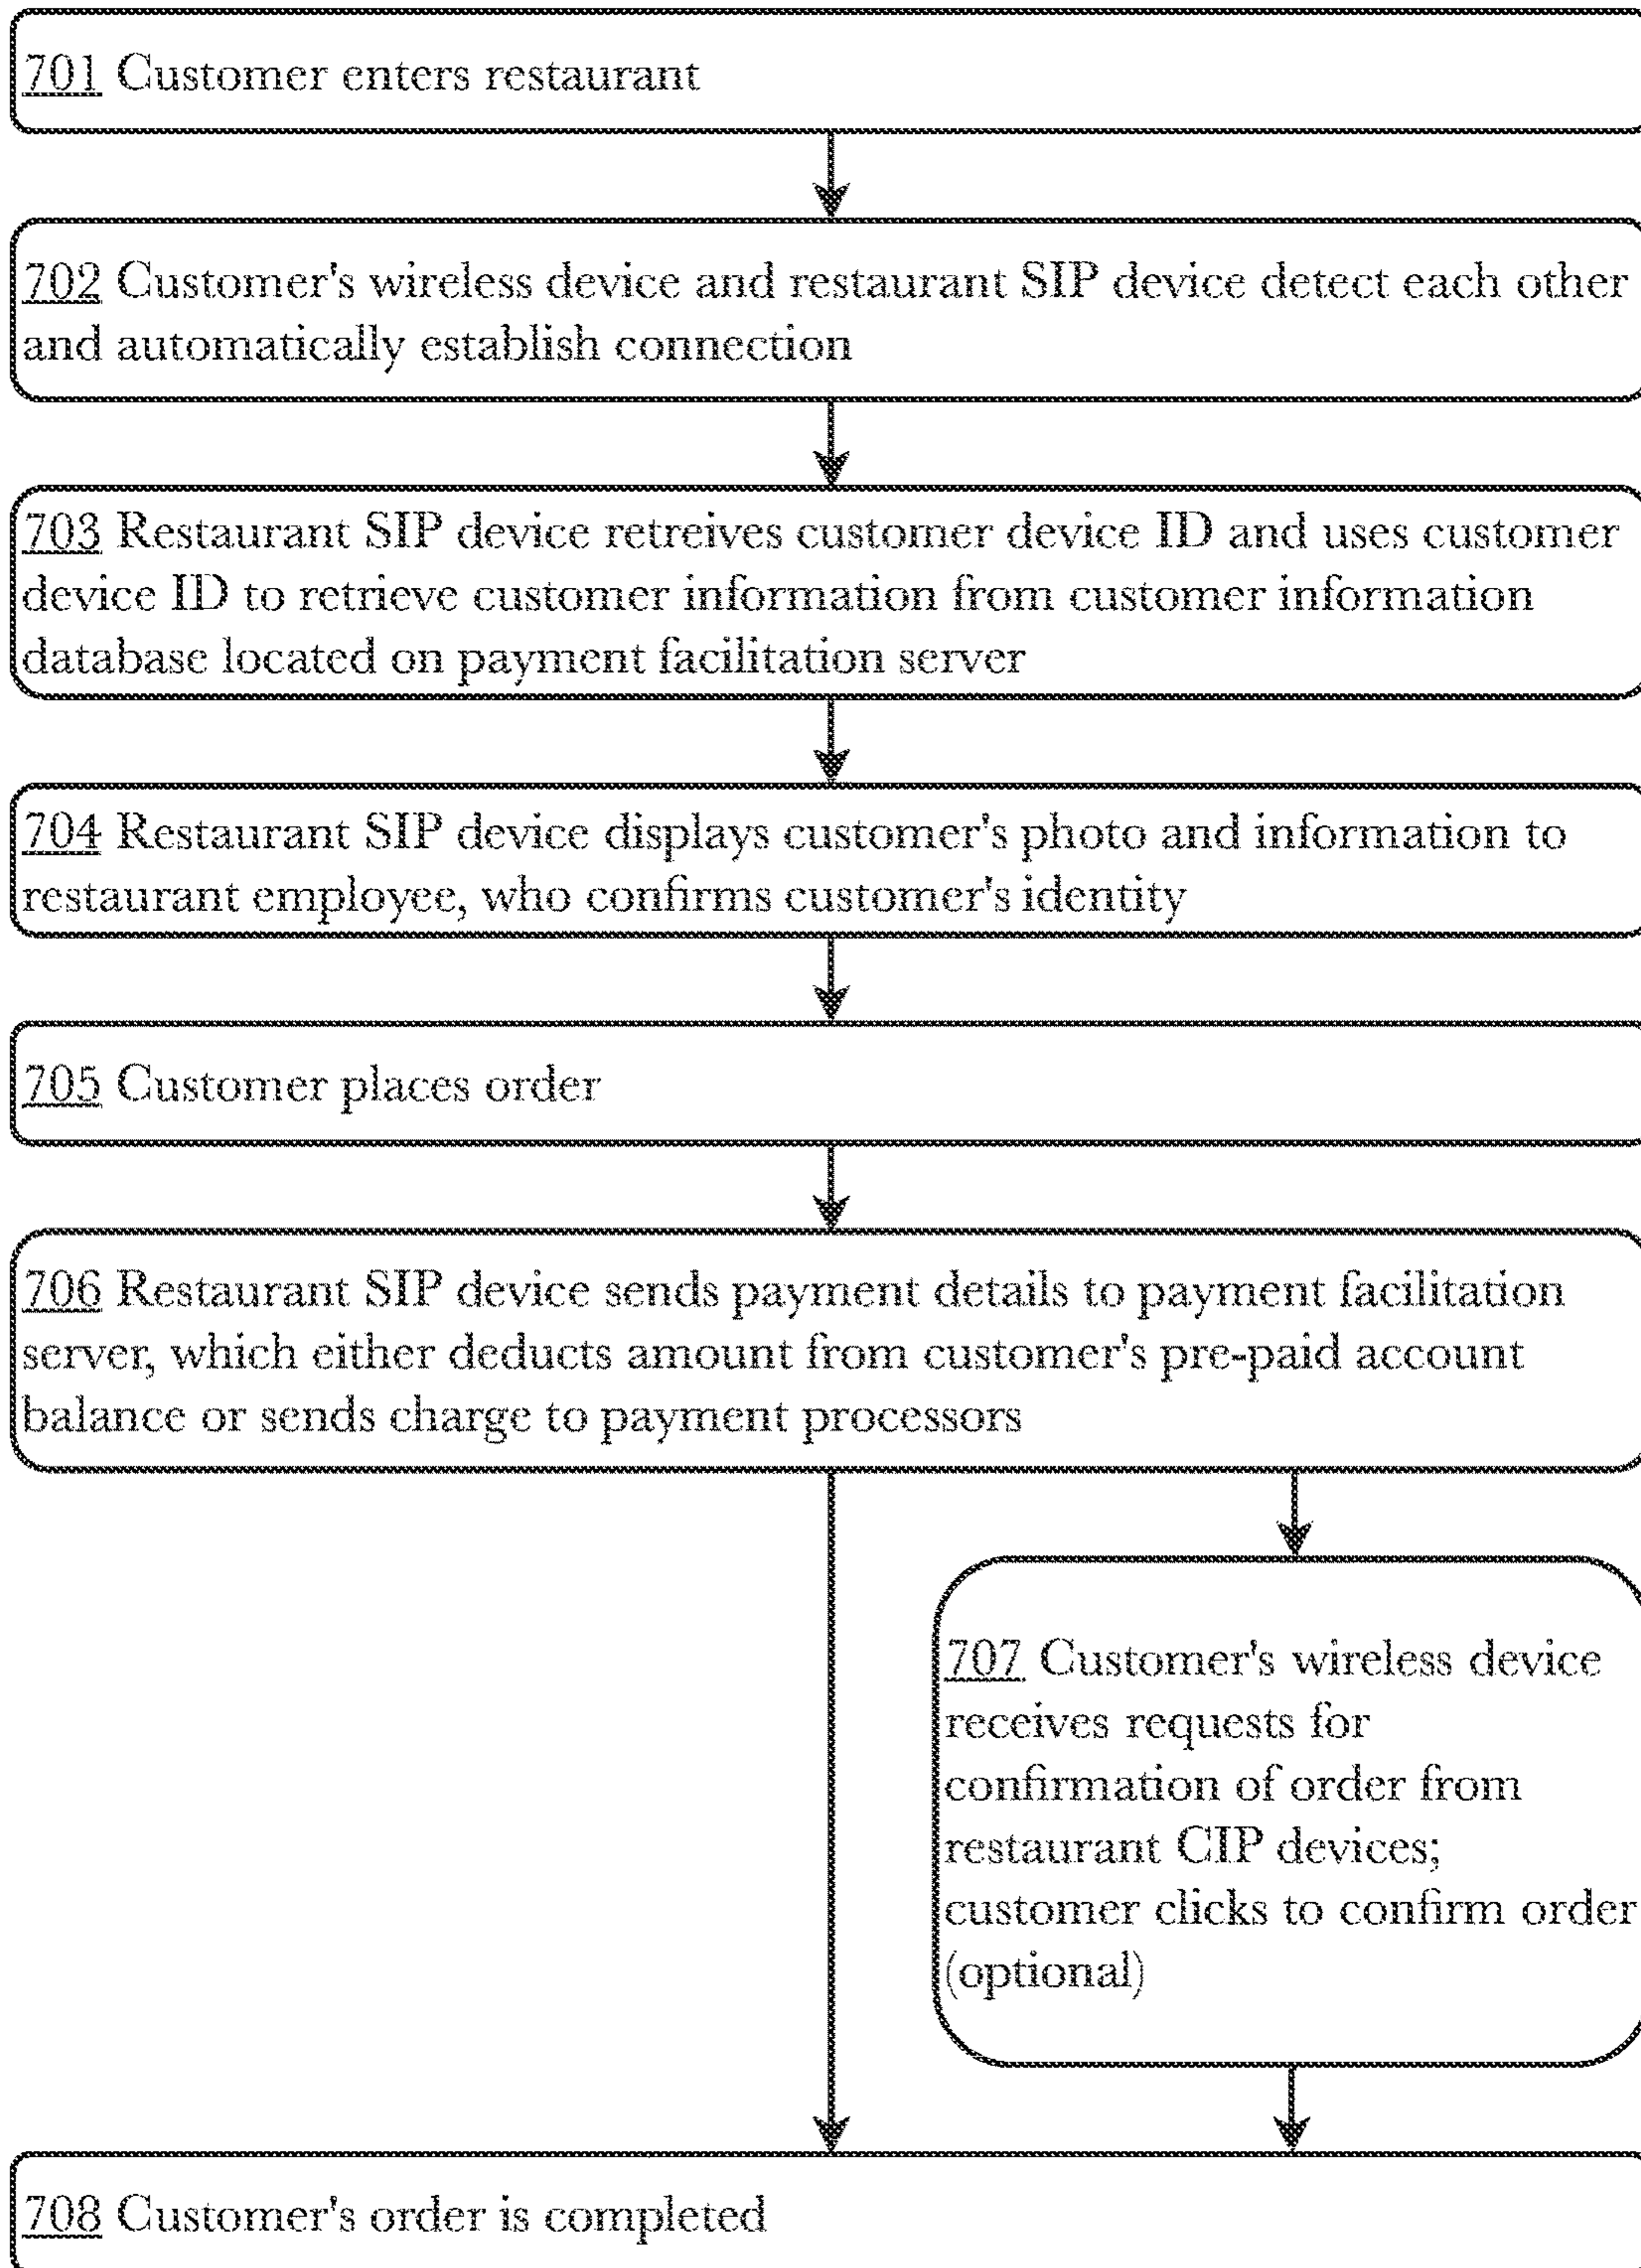 701 Customer enters restaurant
702 Customer's wireless device and restaurant SIP device detect each other
and automatically establish connection
703 Restaurant SIP device retreives customer device ID and uses customer
device ID to retrieve customer information from customer information
database located on payment facilitation server
704 Restaurant SIP device displays customer's photo and information to
restaurant employee, who confirms customer's identity
705 Customer places order
706 Restaurant SIP device sends payment details to payment facilitation
server, which either deducts amount from customer's pre-paid account
balance or sends charge to payment processors
707 Customer's wireless device
receives requests for
confirmation of order from
restaurant CIP devices;
customer clicks to confirm order
(optional)
708 Customer's order is completed